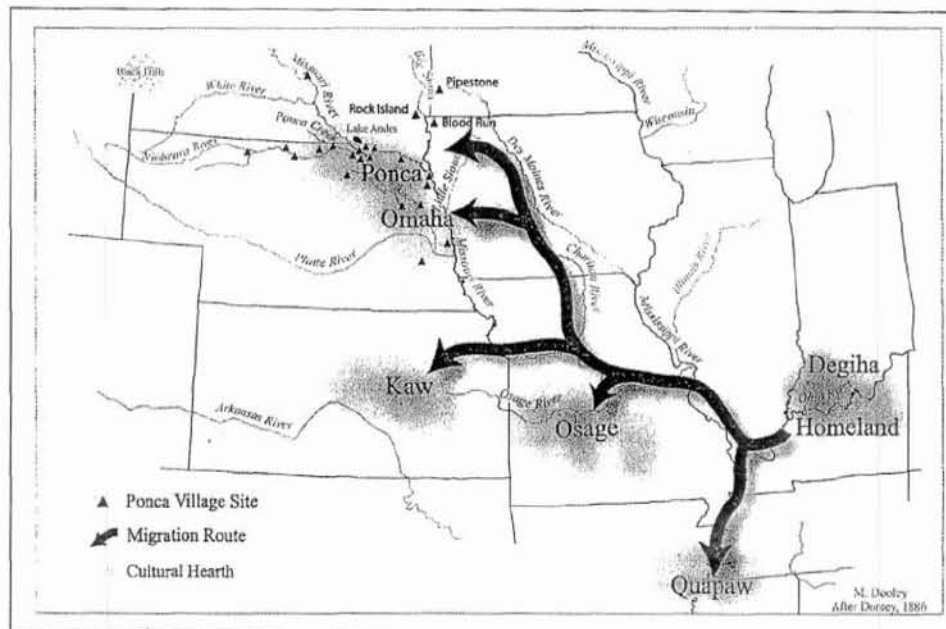 Black Hills
Missouri River
White River
Ponca Creek
Niobrara River
Lake Andes
Rock Island
Big Sioux
Pipestone
Blood Run
Mississippi River
Wisconsin
Des Moines River
Little Sioux
Ponca
Omaha
Platte River
Missouri River
Chariton River
Illinois River
Mississippi River
Kaw
Osage River
Osage
Arkansas River
Degiha
Homeland
Quapaw
Ponca Village Site
Migration Route
Cultural Hearth
M. Dooley
After Dorsey, 1886